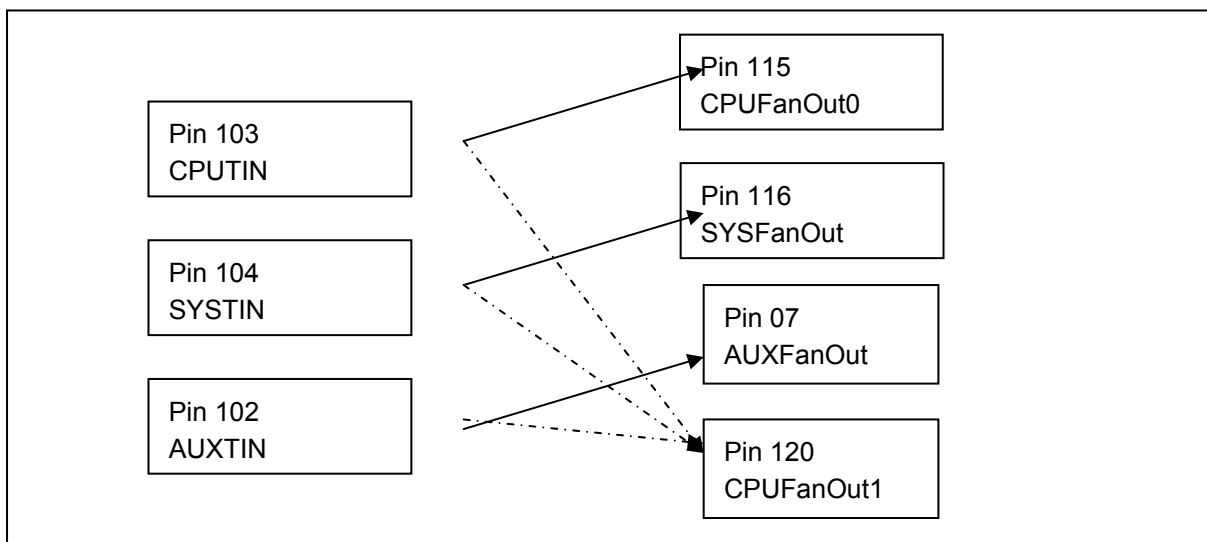 Pin 103
CPUTIN
Pin 104
SYSTIN
Pin 102
AUXTIN
Pin 115
CPUFanOut0
Pin 116
SYSFanOut
Pin 07
AUXFanOut
Pin 120
CPUFanOut1